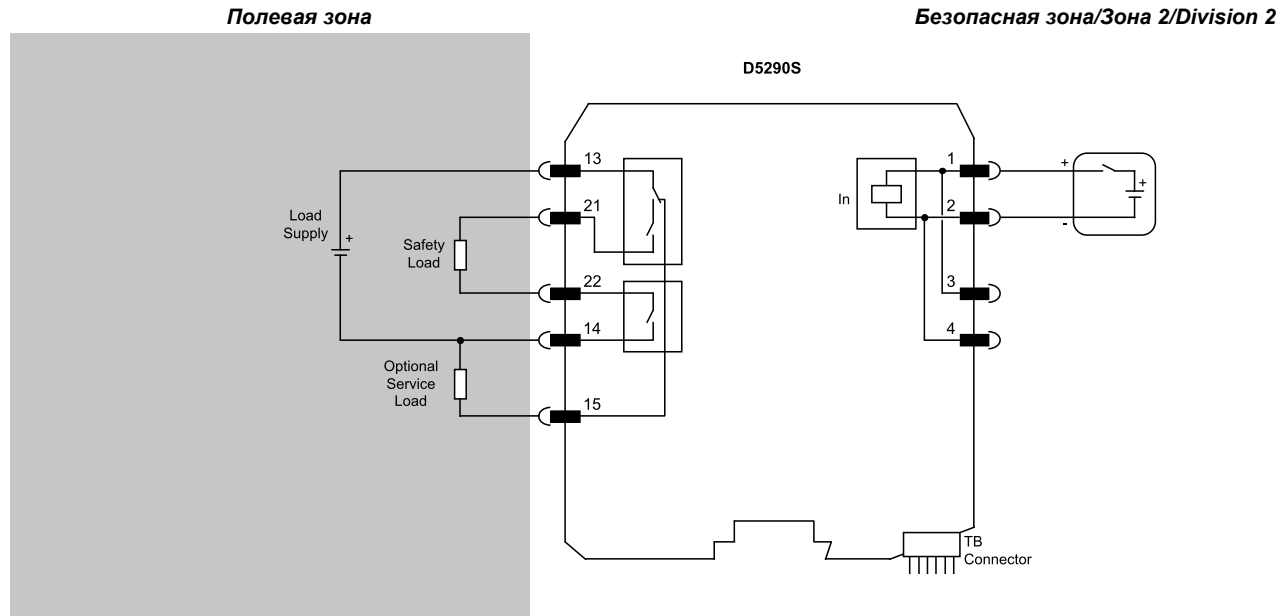 Полевая зона
Безопасная зона/Зона 2/Division 2
D5290S
13
1
+
+
In
21
2
-
Load
Supply
+
Safety
Load
22
3
14
4
Optional
Service
Load
15
TB
Connector